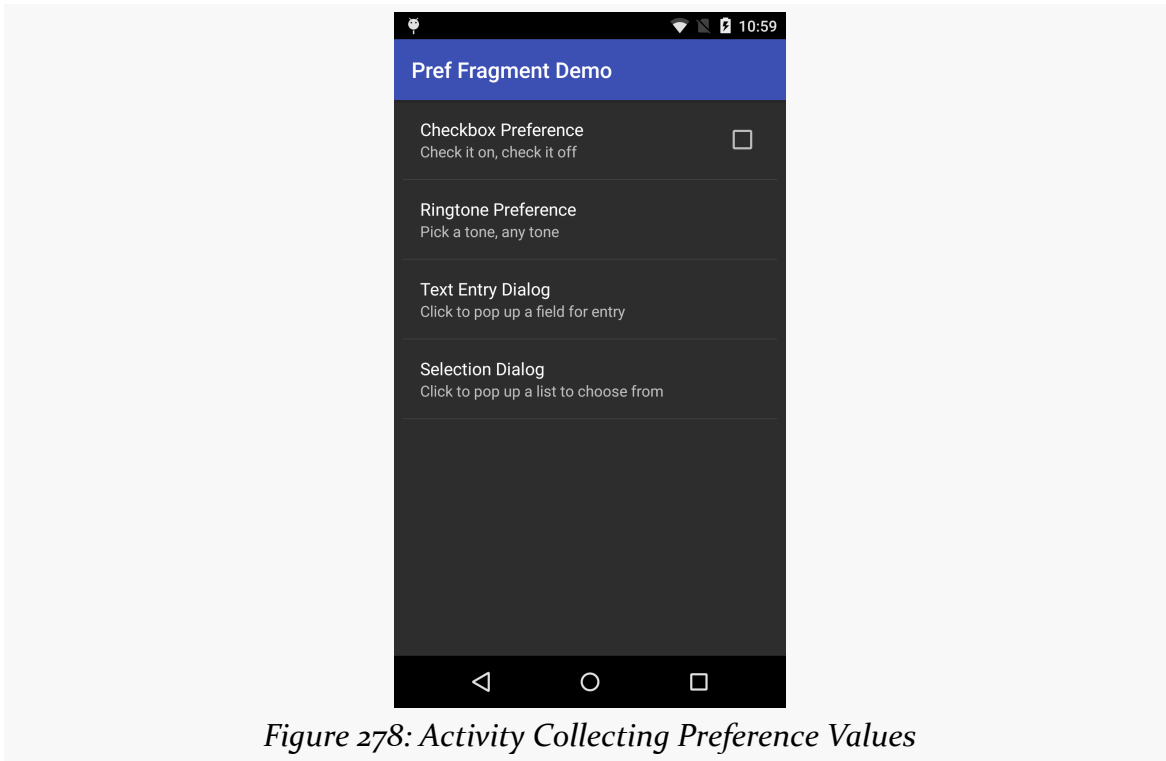 10:59
Pref Fragment Demo
Checkbox Preference
Check it on, check it off
Ringtone Preference
Pick a tone, any tone
Text Entry Dialog
Click to pop up a field for entry
Selection Dialog
Click to pop up a list to choose from
Figure 278: Activity Collecting Preference Values